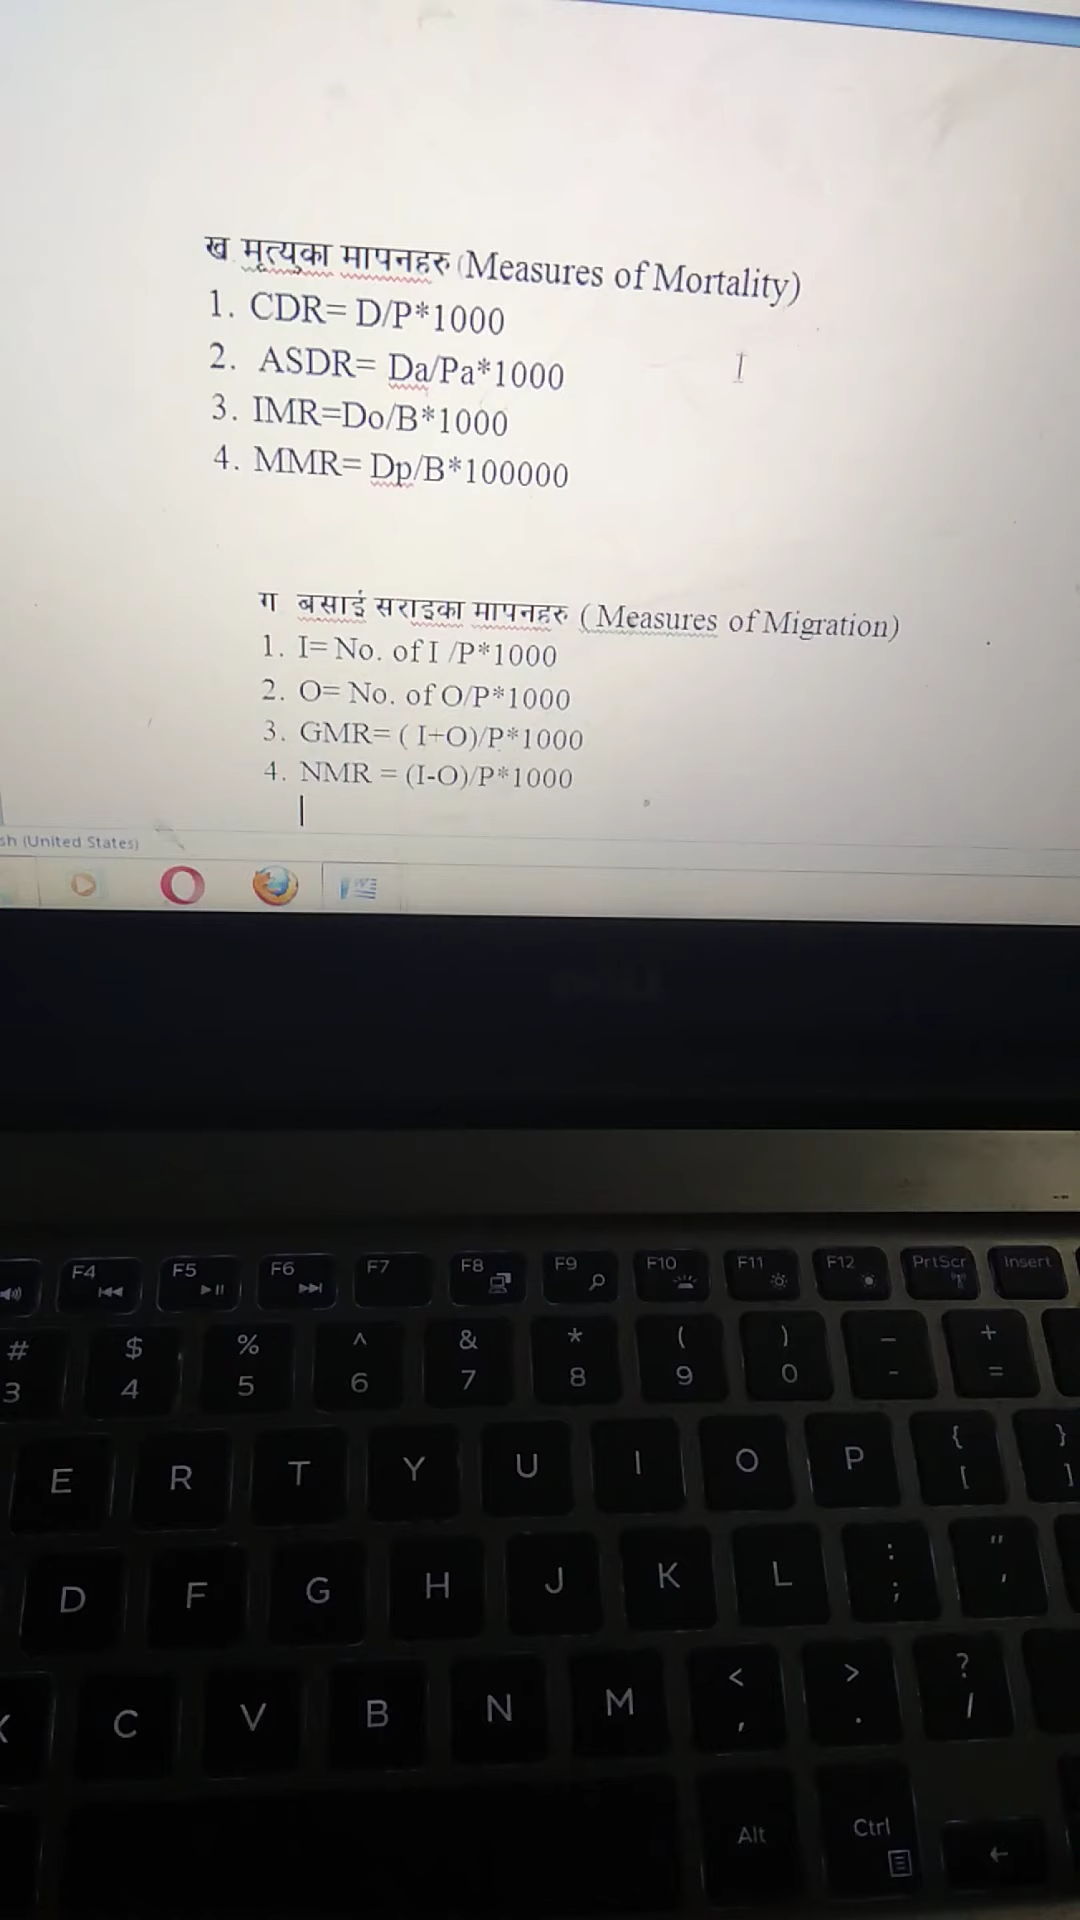 ख मृत्युका मापनहरु (Measures of Mortality)
1. CDR= D/P*1000
2. ASDR= Da/Pa*1000
3. IMR=Do/B*1000
4. MMR= Dp/B*100000
ग बसाई सराइका मापनहरु ( Measures of Migration)
1. I= No. of I /P*1000
2. O= No. of O/P*1000
3. GMR= ( I+O)/P*1000
4. NMR = (I-O)/P*1000
sh (United States)
F4 F5 F6 F7 F8 F9 F10 F11 F12 PrtScr Insert
# $ % ^ & * ( ) _ +
3 4 5 6 7 8 9 0 - =
E R T Y U I O P { [ } ]
D F G H J K L : ; " '
C V B N M < , > . ? /
Alt Ctrl